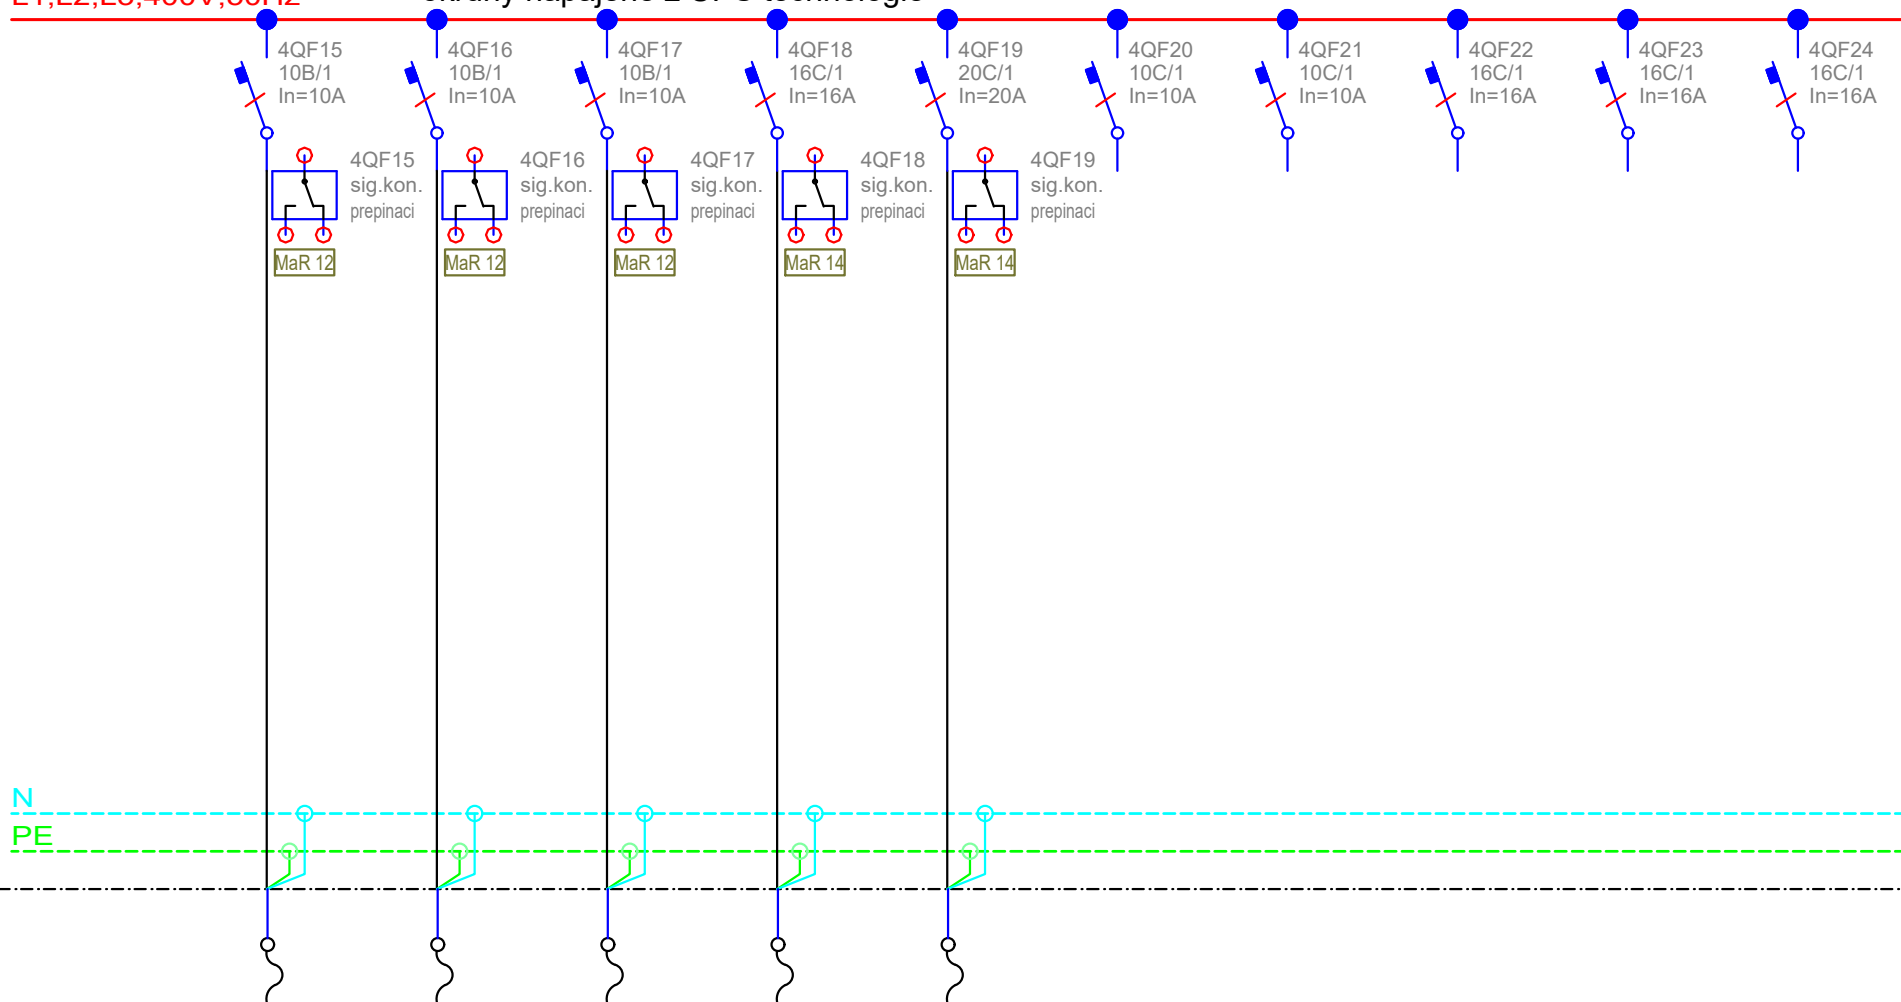 4QF15
10B/1
In=10A
4QF16
10B/1
In=10A
4QF17
10B/1
In=10A
4QF18
16C/1
In=16A
4QF19
20C/1
In=20A
4QF20
10C/1
In=10A
4QF21
10C/1
In=10A
4QF22
16C/1
In=16A
4QF23
16C/1
In=16A
4QF24
16C/1
In=16A
4QF15
sig.kon.
prepinaci
MaR 12
4QF16
sig.kon.
prepinaci
MaR 12
4QF17
sig.kon.
prepinaci
MaR 12
4QF18
sig.kon.
prepinaci
MaR 14
4QF19
sig.kon.
prepinaci
MaR 14
N
PE